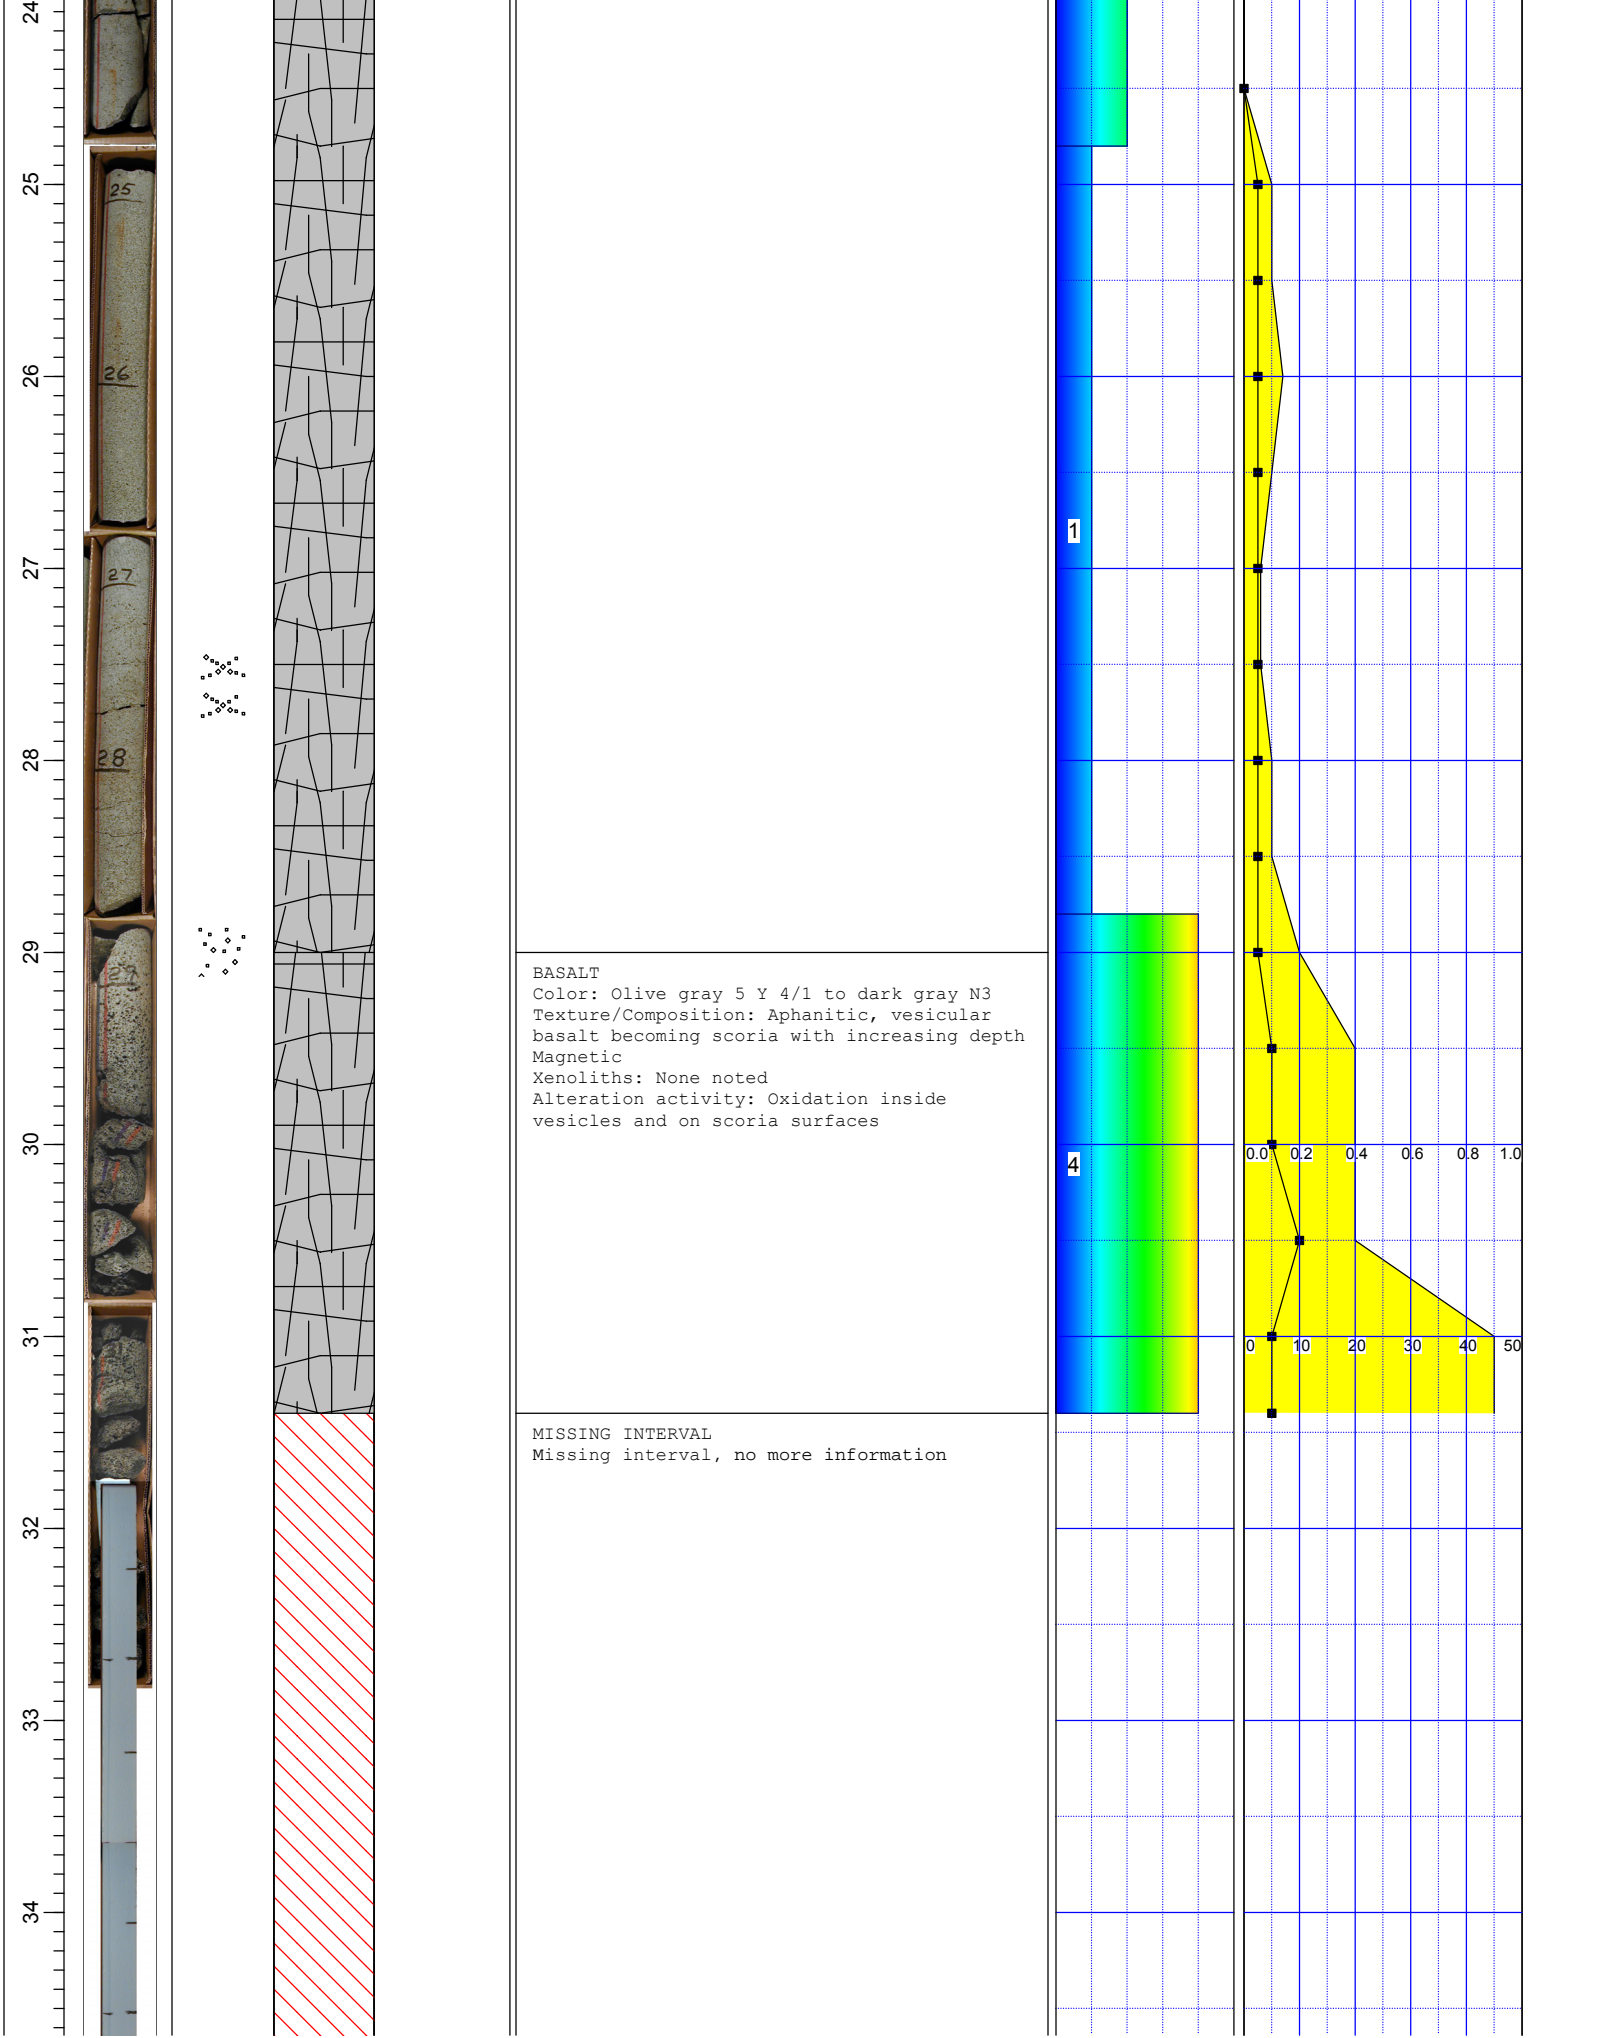 24
25
25
26
26
27
27
1
28
28
29
29
BASALT
Color: Olive gray 5 Y 4/1 to dark gray N3
Texture/Composition: Aphanitic, vesicular
basalt becoming scoria with increasing depth
Magnetic
Xenoliths: None noted
Alteration activity: Oxidation inside
vesicles and on scoria surfaces
30
4
0.0 0.2 0.4 0.6 0.8 1.0
31
0 10 20 30 40 50
MISSING INTERVAL
Missing interval, no more information
32
33
34